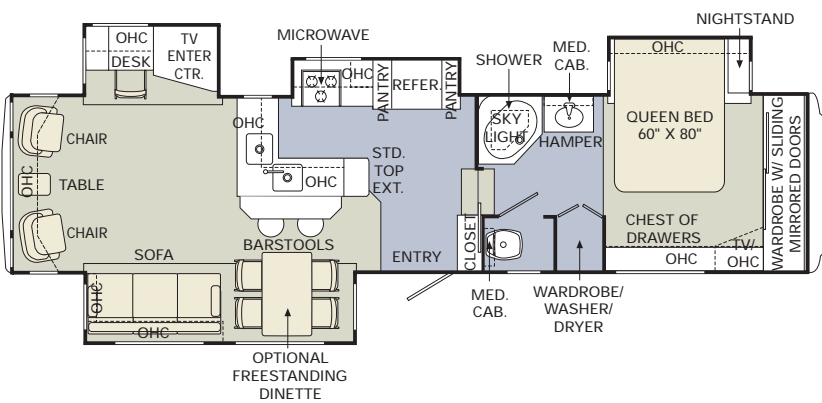 NIGHTSTAND
OHC
TV
ENTER
CTR.
DESK
MICROWAVE
OHC
PANTRY
REFER.
PANTRY
SHOWER
MED.
CAB.
OHC
SKY
LIGHT
HAMPER
QUEEN BED
60" X 80"
WARDROBE W/ SLIDING
MIRRORED DOORS
CHAIR
OHC
TABLE
CHAIR
OHC
OHC
STD.
TOP
EXT.
SOFA
BARSTOOLS
ENTRY
CLOSET
MED.
CAB.
WARDROBE/
WASHER/
DRYER
CHEST OF
DRAWERS
OHC
TV/
OHC
OHC
OHC
OPTIONAL
FREESTANDING
DINETTE